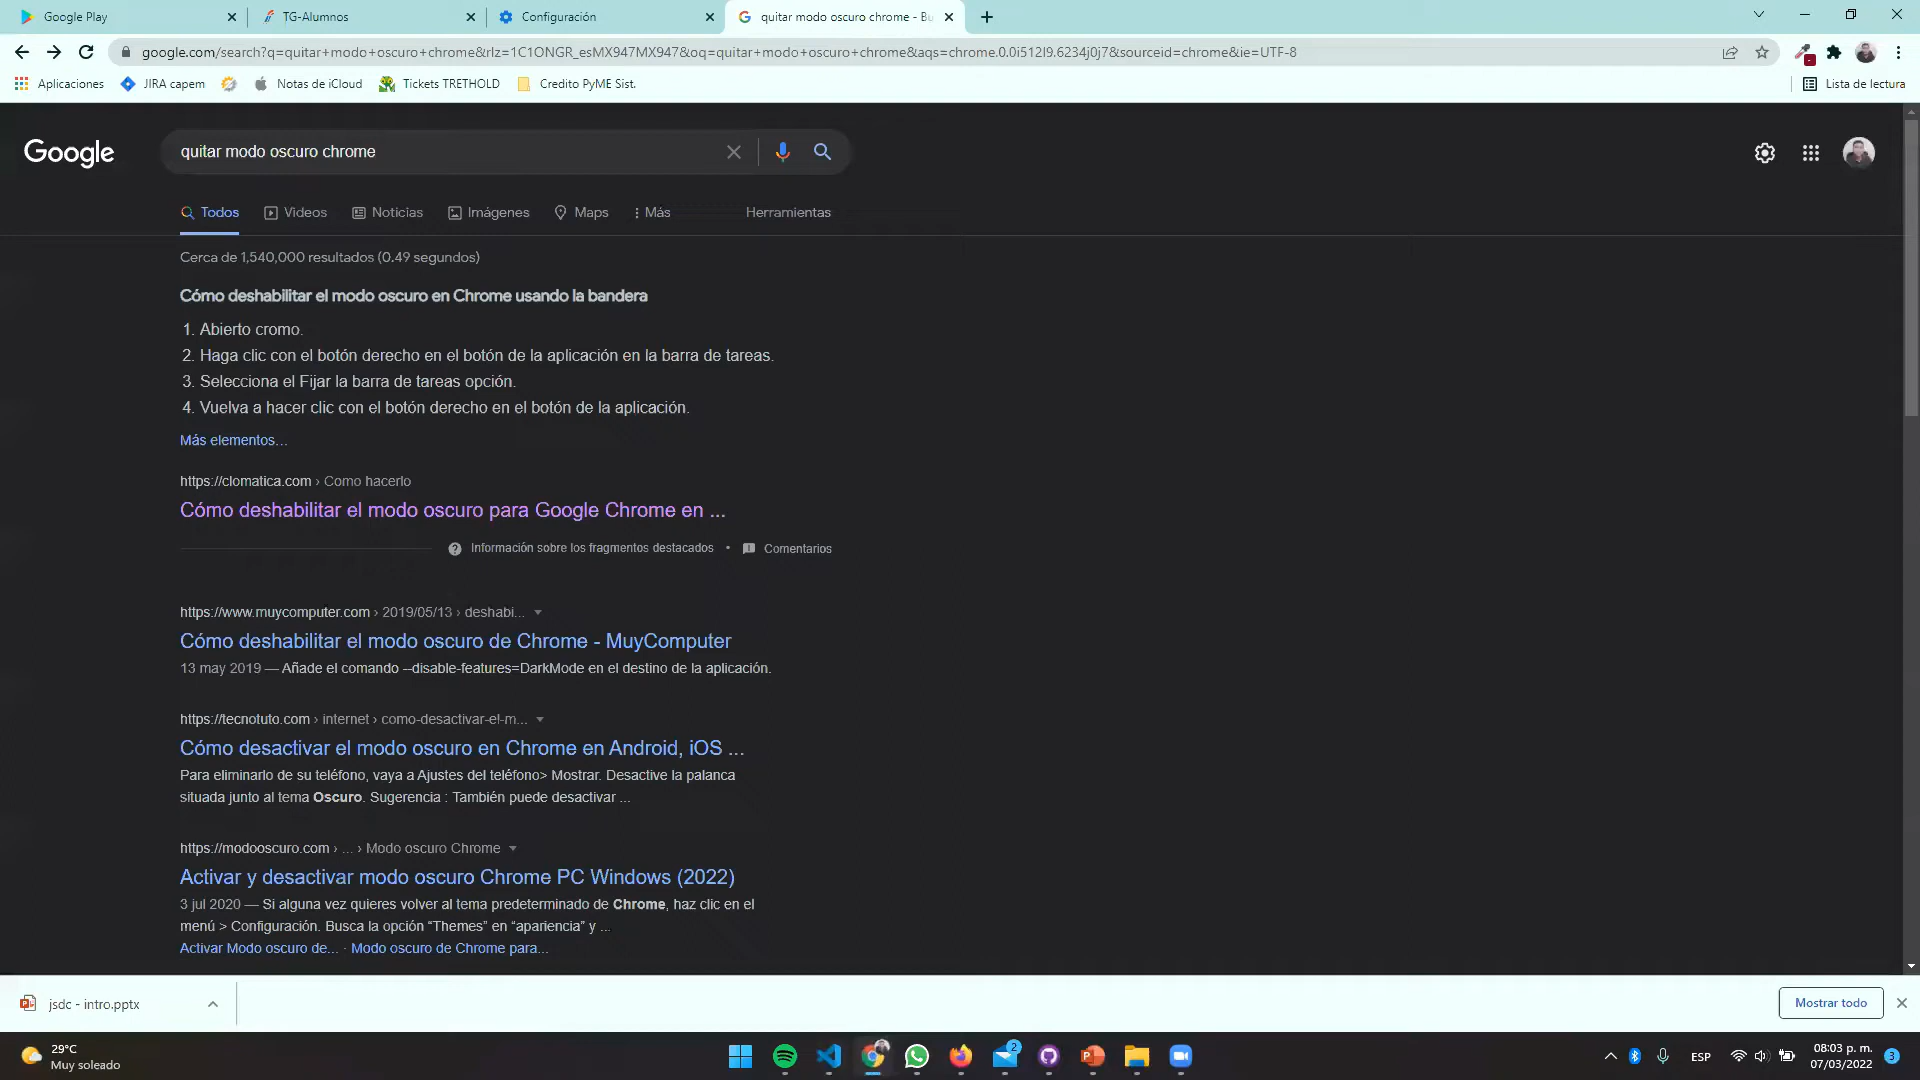 Google Play
TG-Alumnos
Configuración
quitar modo oscuro chrome - Bu
google.com/search?q=quitar+modo+oscuro+chrome&rlz=1C1ONGR_esMX947MX947&oq=quitar+modo+oscuro+chrome&aqs=chrome.0.0i512l9.6234j0j7&sourceid=chrome&ie=UTF-8
Aplicaciones
JIRA capem
Notas de iCloud
Tickets TRETHOLD
Credito PyME Sist.
Lista de lectura
Google
quitar modo oscuro chrome
Todos
Videos
Noticias
Imágenes
Maps
Más
Herramientas
Cerca de 1,540,000 resultados (0.49 segundos)
Cómo deshabilitar el modo oscuro en Chrome usando la bandera
1. Abierto cromo.
2. Haga clic con el botón derecho en el botón de la aplicación en la barra de tareas.
3. Selecciona el Fijar la barra de tareas opción.
4. Vuelva a hacer clic con el botón derecho en el botón de la aplicación.
Más elementos...
https://clomatica.com › Como hacerlo
Cómo deshabilitar el modo oscuro para Google Chrome en ...
Información sobre los fragmentos destacados • Comentarios
https://www.muycomputer.com › 2019/05/13 › deshabi...
Cómo deshabilitar el modo oscuro de Chrome - MuyComputer
13 may 2019 — Añade el comando --disable-features=DarkMode en el destino de la aplicación.
https://tecnotuto.com › internet › como-desactivar-el-m...
Cómo desactivar el modo oscuro en Chrome en Android, iOS ...
Para eliminarlo de su teléfono, vaya a Ajustes del teléfono> Mostrar. Desactive la palanca
situada junto al tema Oscuro. Sugerencia : También puede desactivar ...
https://modooscuro.com › ... › Modo oscuro Chrome
Activar y desactivar modo oscuro Chrome PC Windows (2022)
3 jul 2020 — Si alguna vez quieres volver al tema predeterminado de Chrome, haz clic en el
menú > Configuración. Busca la opción “Themes” en “apariencia” y ...
Activar Modo oscuro de... · Modo oscuro de Chrome para...
jsdc - intro.pptx
Mostrar todo
29°C
Muy soleado
2
ESP
08:03 p. m.
07/03/2022
3